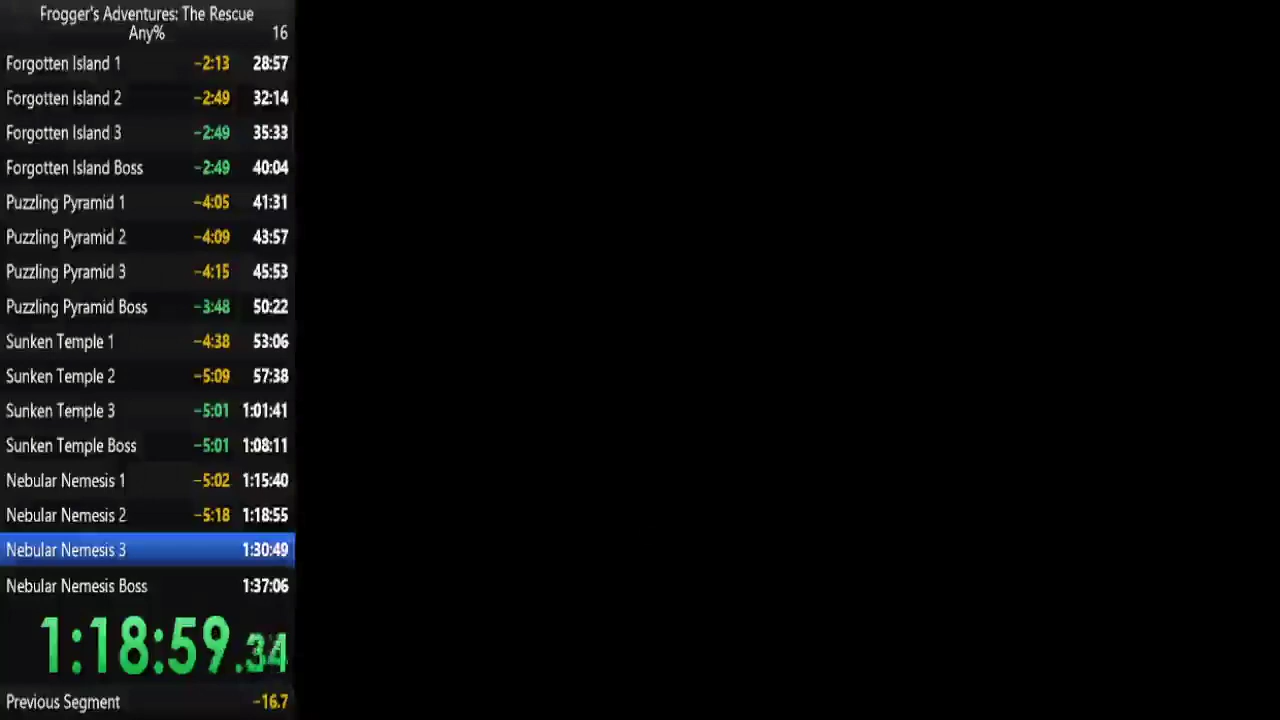 Frogger's Adventures: The Rescue
Any% 16
Forgotten Island 1 −2:13 28:57
Forgotten Island 2 −2:49 32:14
Forgotten Island 3 −2:49 35:33
Forgotten Island Boss −2:49 40:04
Puzzling Pyramid 1 −4:05 41:31
Puzzling Pyramid 2 −4:09 43:57
Puzzling Pyramid 3 −4:15 45:53
Puzzling Pyramid Boss −3:48 50:22
Sunken Temple 1 −4:38 53:06
Sunken Temple 2 −5:09 57:38
Sunken Temple 3 −5:01 1:01:41
Sunken Temple Boss −5:01 1:08:11
Nebular Nemesis 1 −5:02 1:15:40
Nebular Nemesis 2 −5:18 1:18:55
Nebular Nemesis 3 1:30:49
Nebular Nemesis Boss 1:37:06
1:18:59.34
Previous Segment −16.7